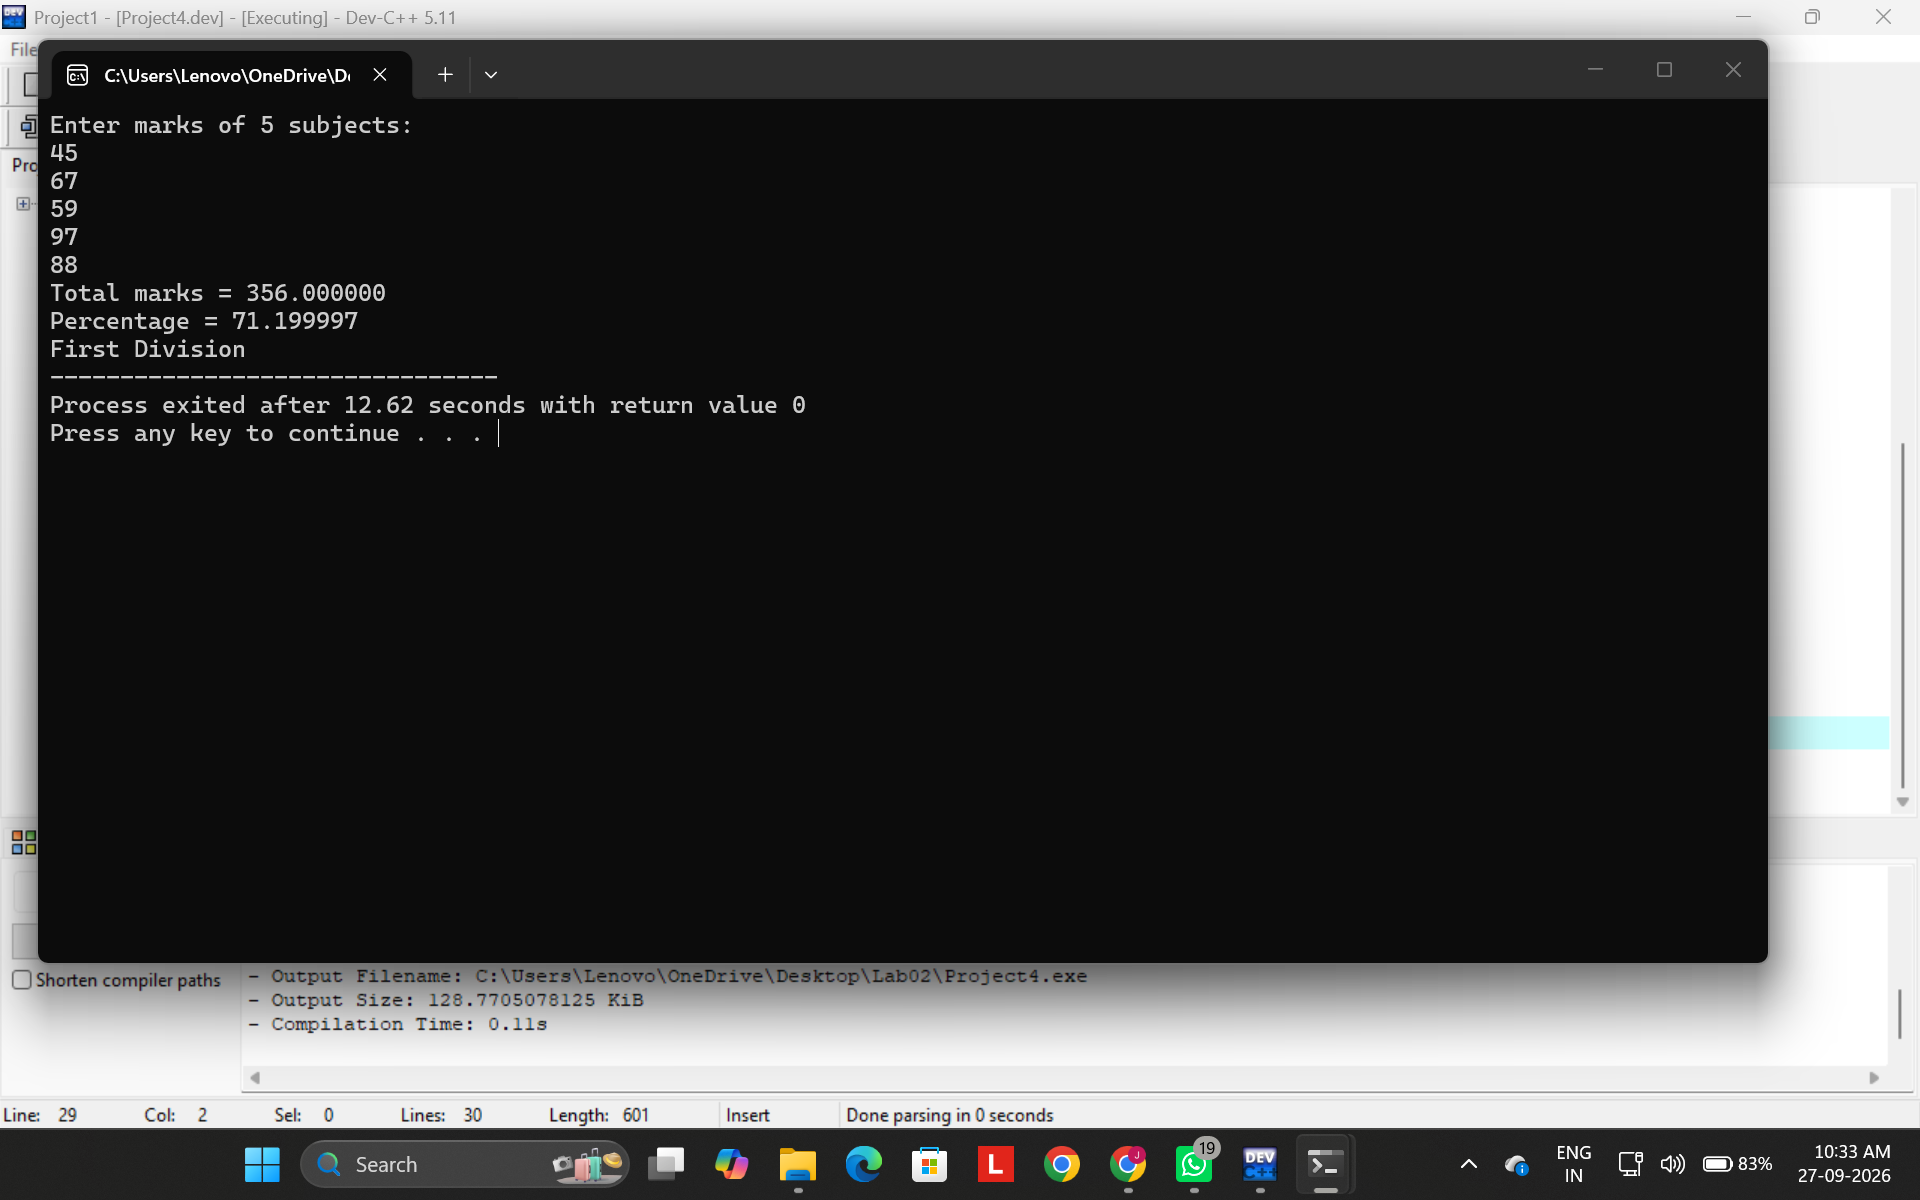 Project1 - [Project4.dev] - [Executing] - Dev-C++ 5.11
File
C:\Users\Lenovo\OneDrive\De
Pro
Enter marks of 5 subjects:
45
67
59
97
88
Total marks = 356.000000
Percentage = 71.199997
First Division
--------------------------------
Process exited after 12.62 seconds with return value 0
Press any key to continue . . .
Shorten compiler paths
- Output Filename: C:\Users\Lenovo\OneDrive\Desktop\Lab02\Project4.exe
- Output Size: 128.7705078125 KiB
- Compilation Time: 0.11s
Line: 29 Col: 2 Sel: 0 Lines: 30 Length: 601 Insert Done parsing in 0 seconds
Search
L
J
19
DEV
C++
ENG
IN
83%
10:33 AM
27-09-2026